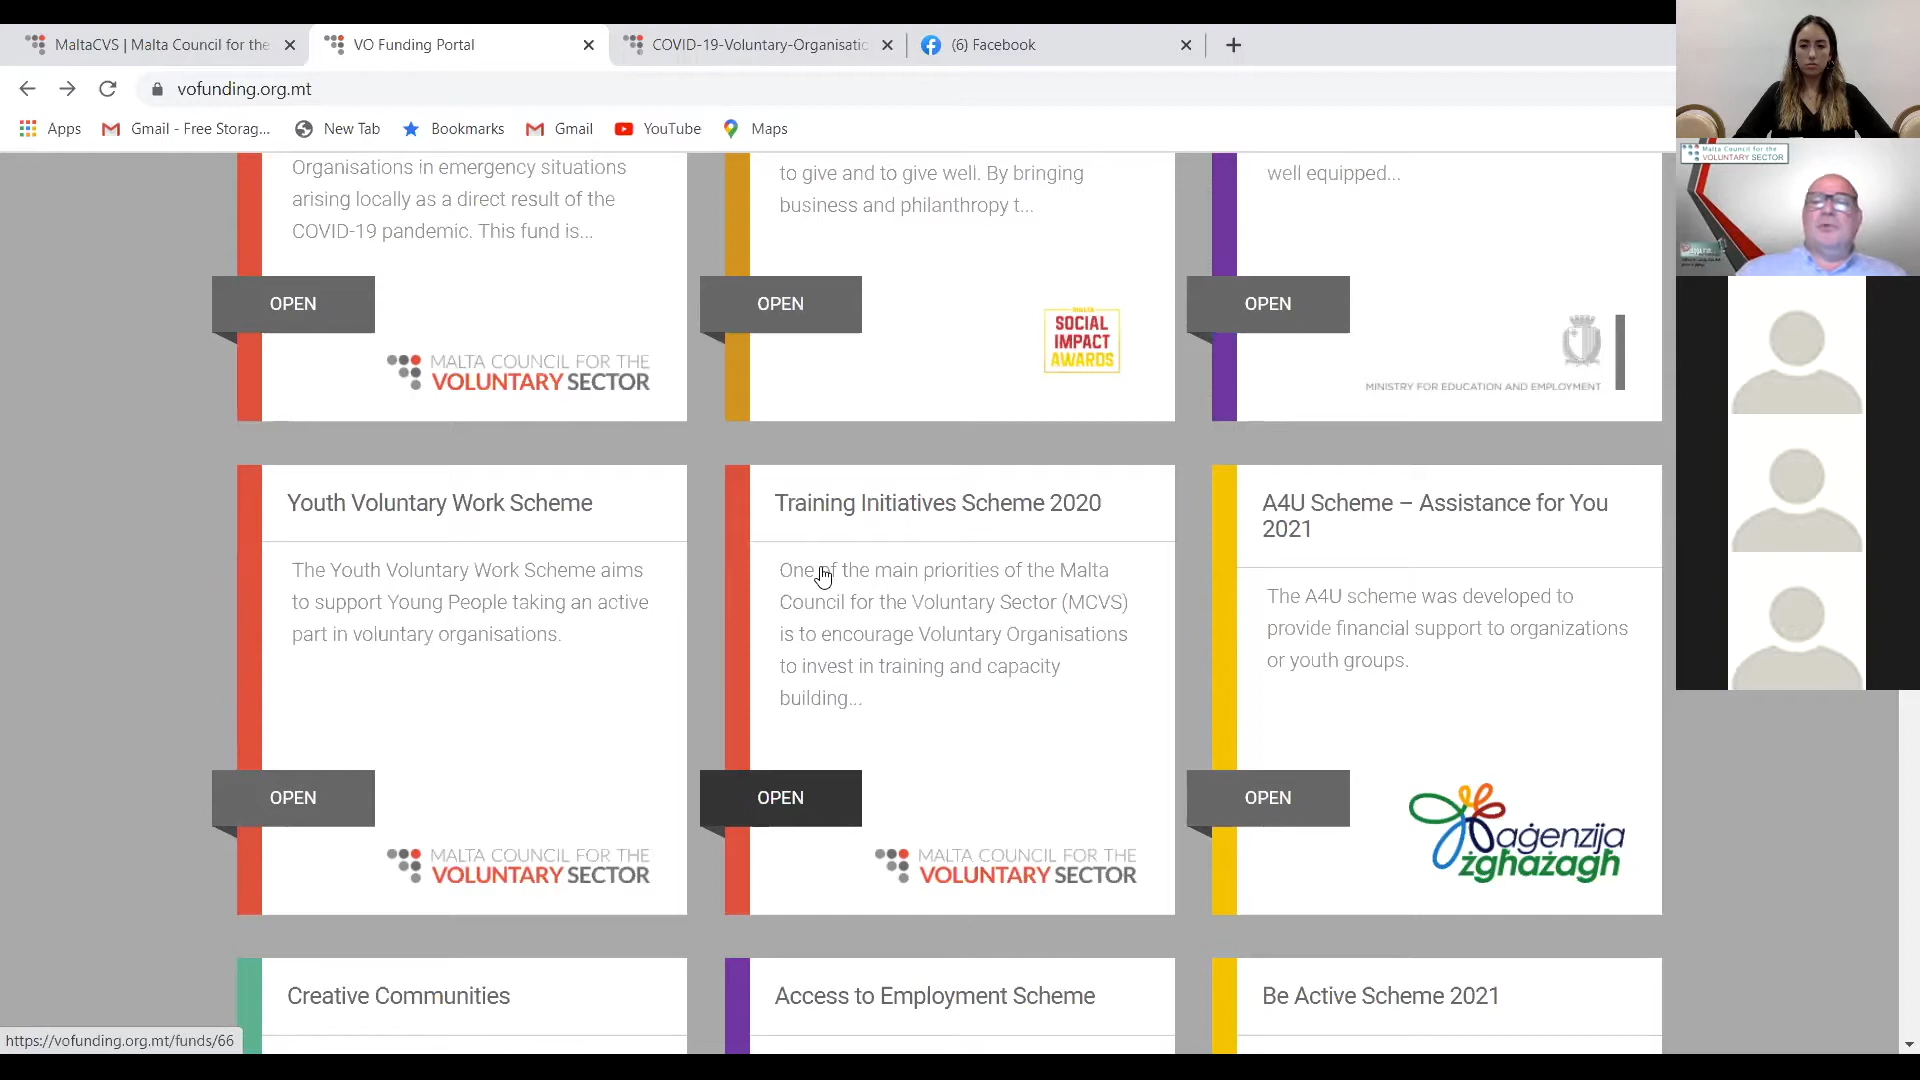 MaltaCVS | Malta Council for the
VO Funding Portal
COVID-19-Voluntary-Organisatic
(6) Facebook
vofunding.org.mt
Apps
Gmail - Free Storag...
New Tab
Bookmarks
Gmail
YouTube
Maps
Malta Council for the
VOLUNTARY SECTOR
Organisations in emergency situations
arising locally as a direct result of the
COVID-19 pandemic. This fund is...
OPEN
MALTA COUNCIL FOR THE
VOLUNTARY SECTOR
to give and to give well. By bringing
business and philanthropy t...
OPEN
MALTA
SOCIAL
IMPACT
AWARDS
well equipped...
OPEN
MINISTRY FOR EDUCATION AND EMPLOYMENT
Youth Voluntary Work Scheme
The Youth Voluntary Work Scheme aims
to support Young People taking an active
part in voluntary organisations.
OPEN
MALTA COUNCIL FOR THE
VOLUNTARY SECTOR
Training Initiatives Scheme 2020
One of the main priorities of the Malta
Council for the Voluntary Sector (MCVS)
is to encourage Voluntary Organisations
to invest in training and capacity
building...
OPEN
MALTA COUNCIL FOR THE
VOLUNTARY SECTOR
A4U Scheme – Assistance for You
2021
The A4U scheme was developed to
provide financial support to organizations
or youth groups.
OPEN
aġenzija
żgħażagħ
Creative Communities
Access to Employment Scheme
Be Active Scheme 2021
https://vofunding.org.mt/funds/66